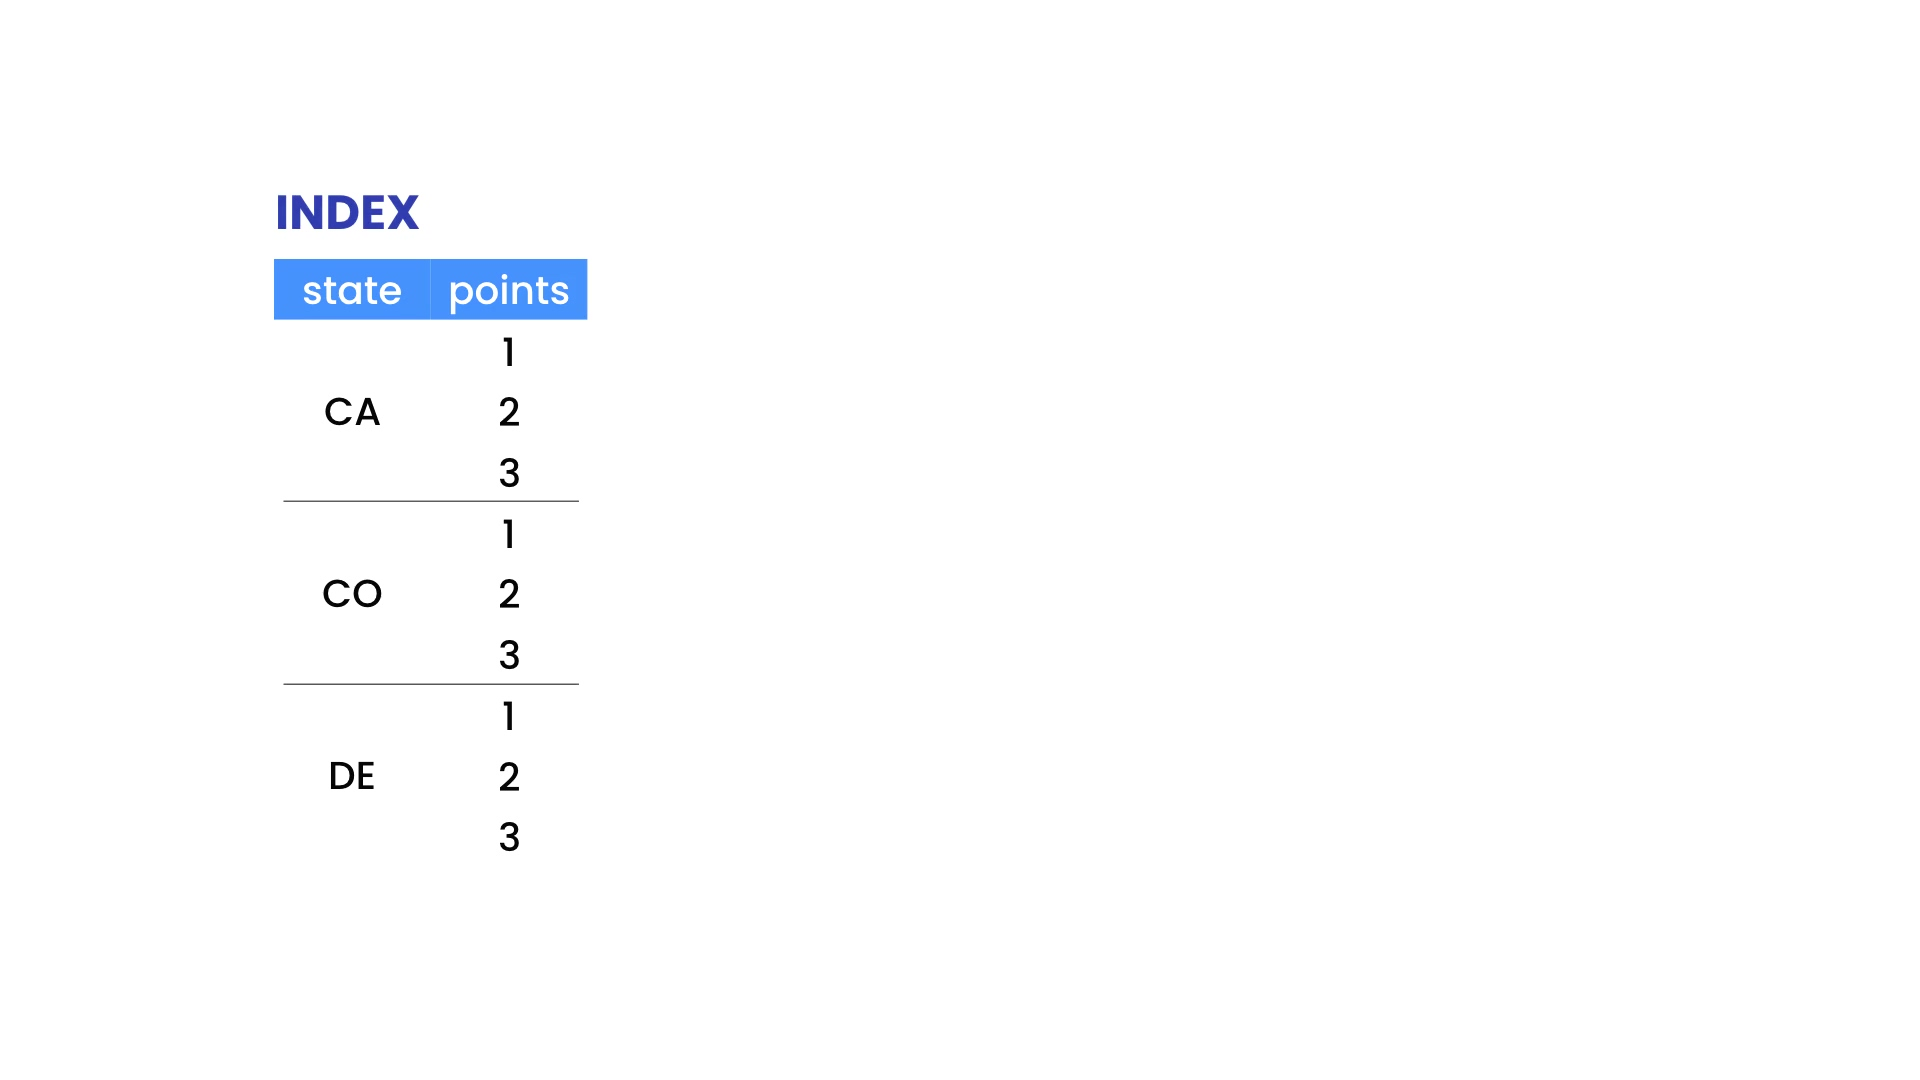 INDEX
state points
1
CA 2
3
1
CO 2
3
1
DE 2
3